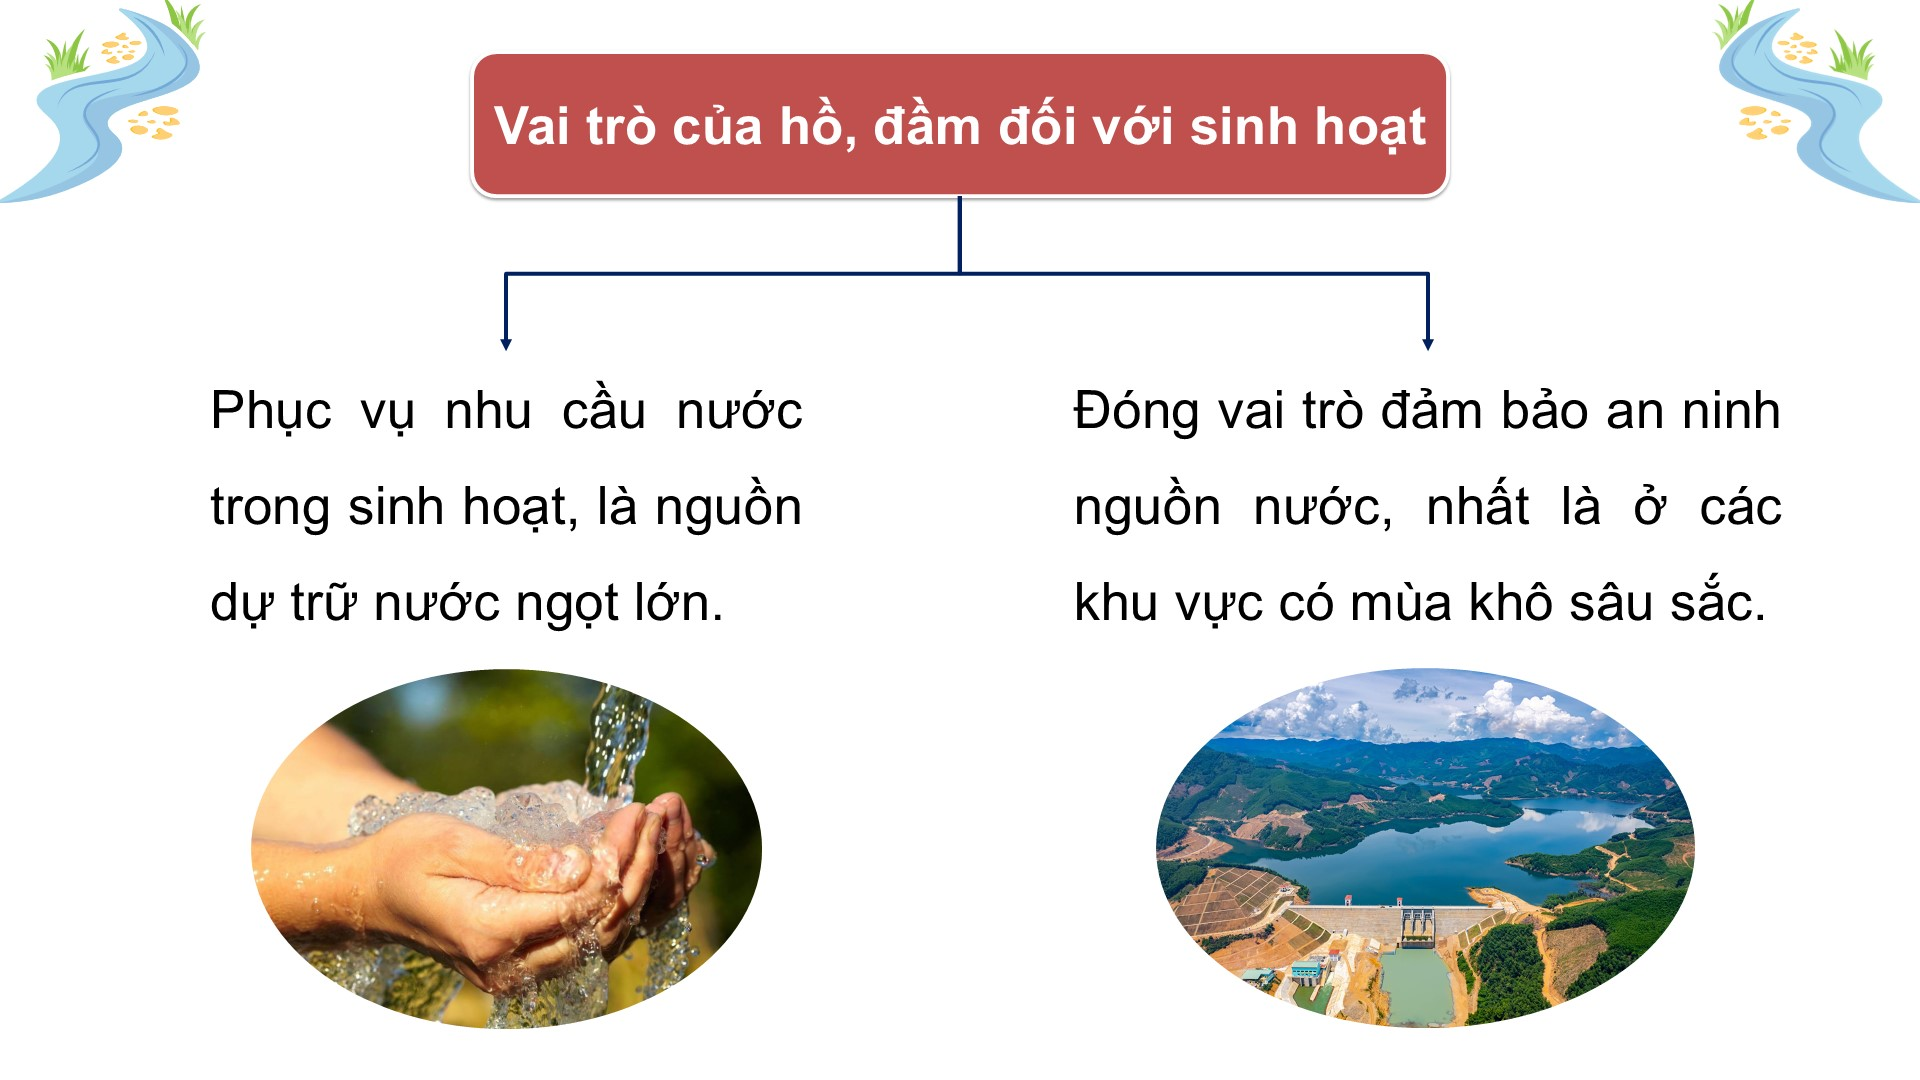 Vai trò của hồ, đầm đối với sinh hoạt
Phục vụ nhu cầu nước
trong sinh hoạt, là nguồn
dự trữ nước ngọt lớn.
Đóng vai trò đảm bảo an ninh
nguồn nước, nhất là ở các
khu vực có mùa khô sâu sắc.